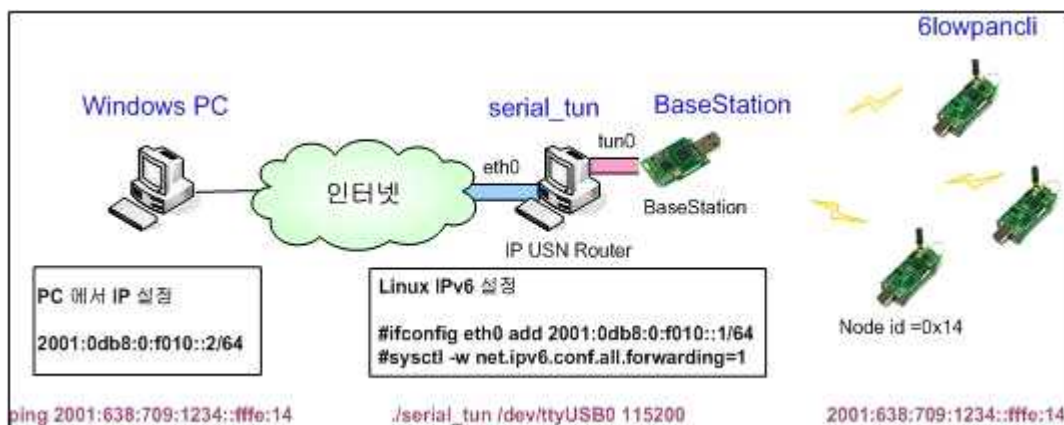 6lowpancli
Windows PC
serial_tun
BaseStation
tun0
eth0
인터넷
BaseStation
IP USN Router
PC 에서 IP 설정
2001:0db8:0:f010::2/64
Linux IPv6 설정
#ifconfig eth0 add 2001:0db8:0:f010::1/64
#sysctl -w net.ipv6.conf.all.forwarding=1
Node id =0x14
ping 2001:638:709:1234::fffe:14
./serial_tun /dev/ttyUSB0 115200
2001:638:709:1234::fffe:14